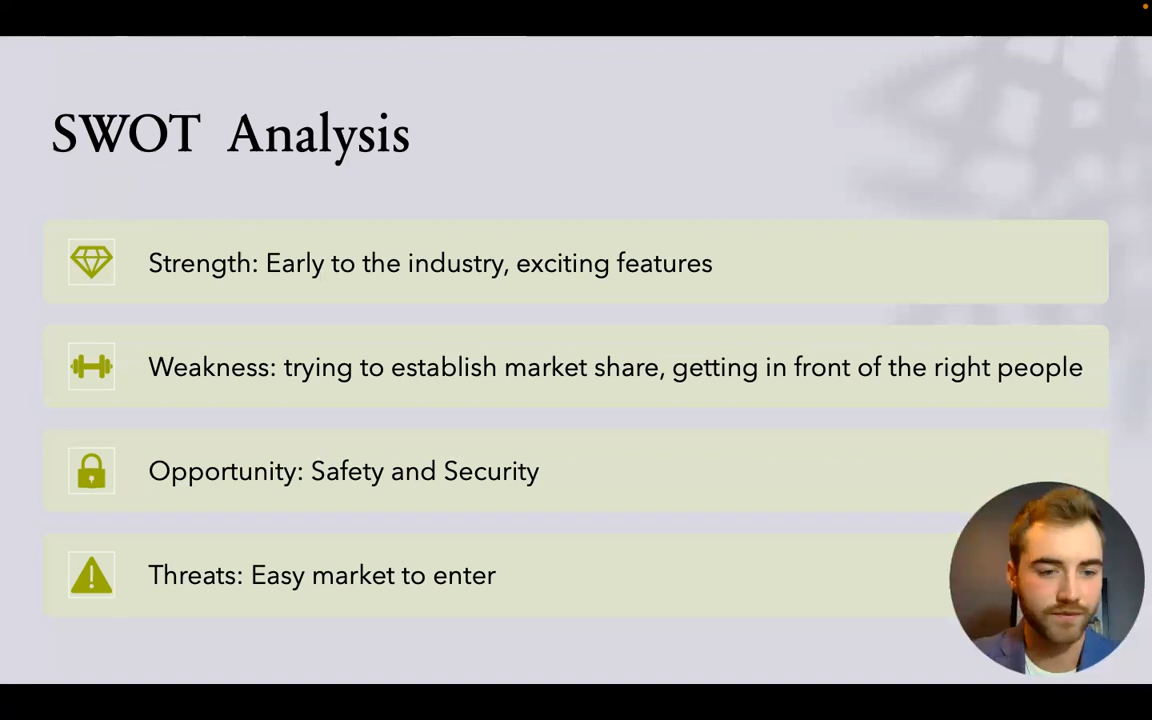 SWOT Analysis
Strength: Early to the industry, exciting features
Weakness: trying to establish market share, getting in front of the right people
Opportunity: Safety and Security
Threats: Easy market to enter